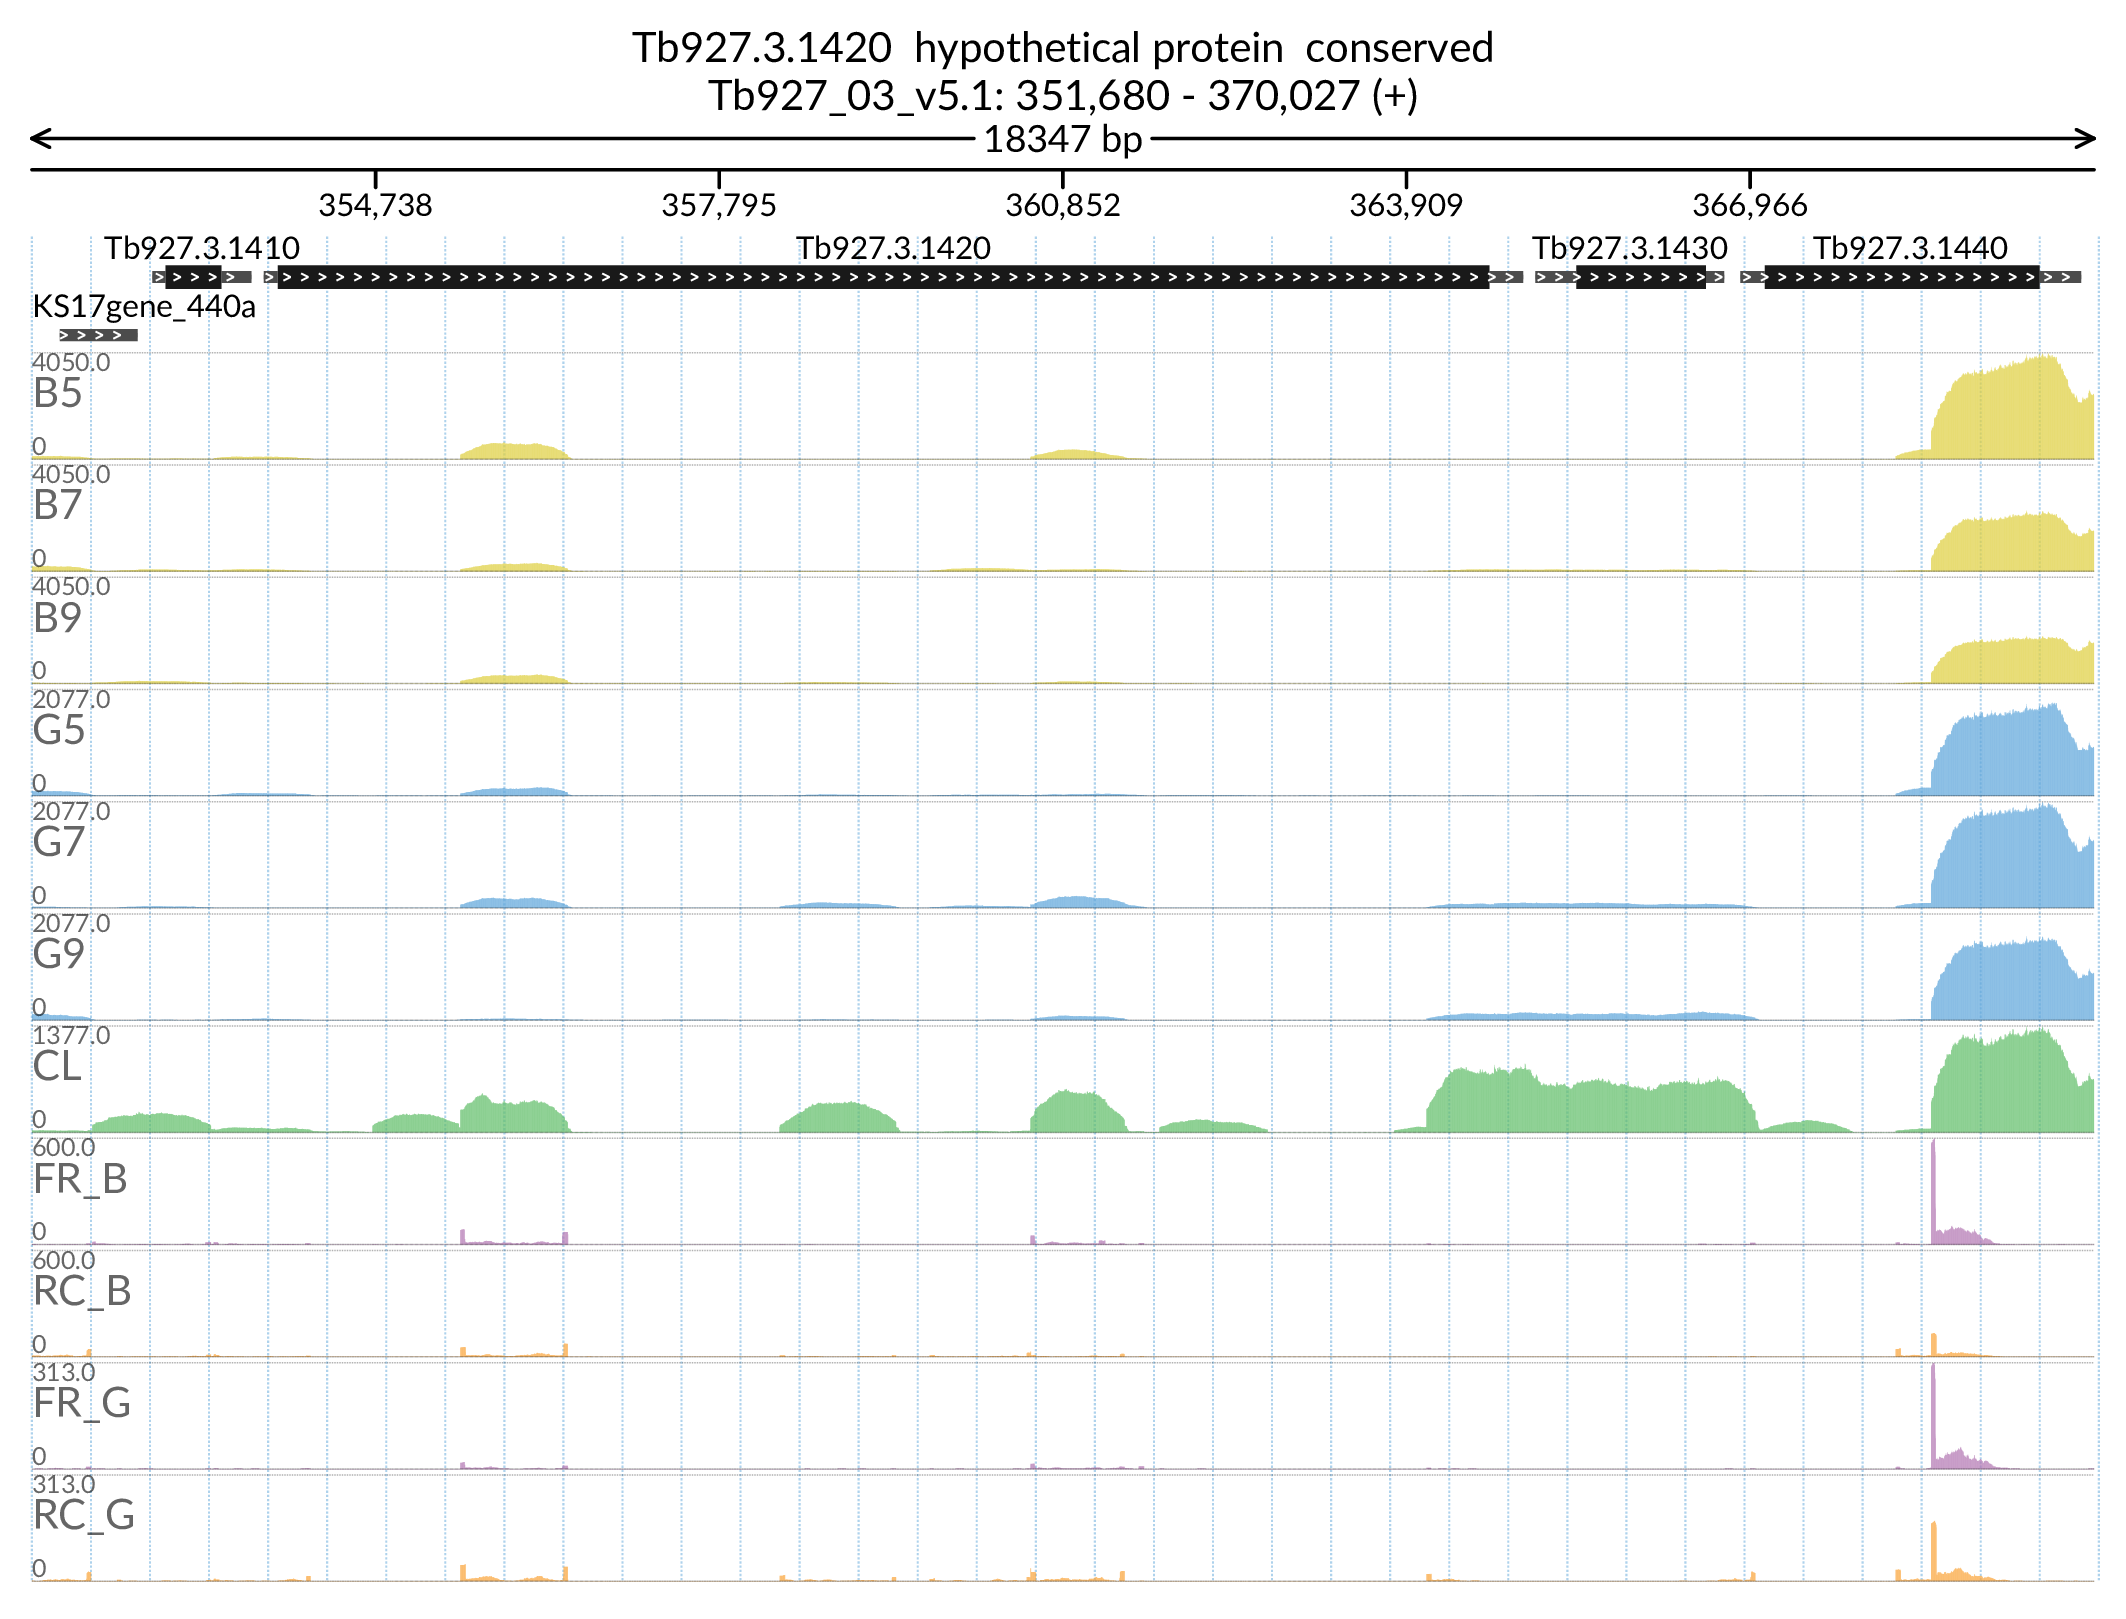 Tb927.3.1420  hypothetical protein  conserved
Tb927_03_v5.1: 351,680 - 370,027 (+)
18347 bp
354,738 357,795 360,852 363,909 366,966
Tb927.3.1410 Tb927.3.1420 Tb927.3.1430 Tb927.3.1440
KS17gene_440a
4050.0
B5
0
4050.0
B7
0
4050.0
B9
0
2077.0
G5
0
2077.0
G7
0
2077.0
G9
0
1377.0
CL
0
600.0
FR_B
0
600.0
RC_B
0
313.0
FR_G
0
313.0
RC_G
0